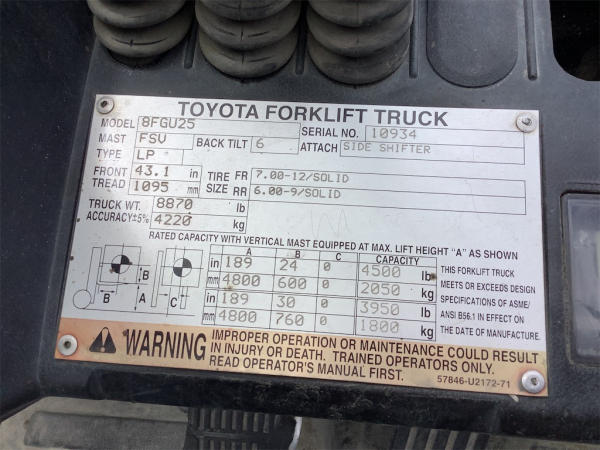 TOYOTA FORKLIFT TRUCK
MODEL 8FGU25 SERIAL NO. 10934
MAST FSV BACK TILT 6 ATTACH SIDE SHIFTER
TYPE LP
FRONT TREAD 43.1 in 1095 mm TIRE SIZE FR 7.00-12/SOLID RR 6.00-9/SOLID
TRUCK WT. 8870 lb
ACCURACY±5% 4220 kg
RATED CAPACITY WITH VERTICAL MAST EQUIPPED AT MAX. LIFT HEIGHT "A" AS SHOWN
A B C CAPACITY
in 189 24 0 4500 lb
mm 4800 600 0 2050 kg
in 189 30 0 3950 lb
mm 4800 760 0 1800 kg
B
B A C
THIS FORKLIFT TRUCK
MEETS OR EXCEEDS DESIGN
SPECIFICATIONS OF ASME/
ANSI B56.1 IN EFFECT ON
THE DATE OF MANUFACTURE.
WARNING
IMPROPER OPERATION OR MAINTENANCE COULD RESULT
IN INJURY OR DEATH. TRAINED OPERATORS ONLY.
READ OPERATOR'S MANUAL FIRST.
57846-U2172-71